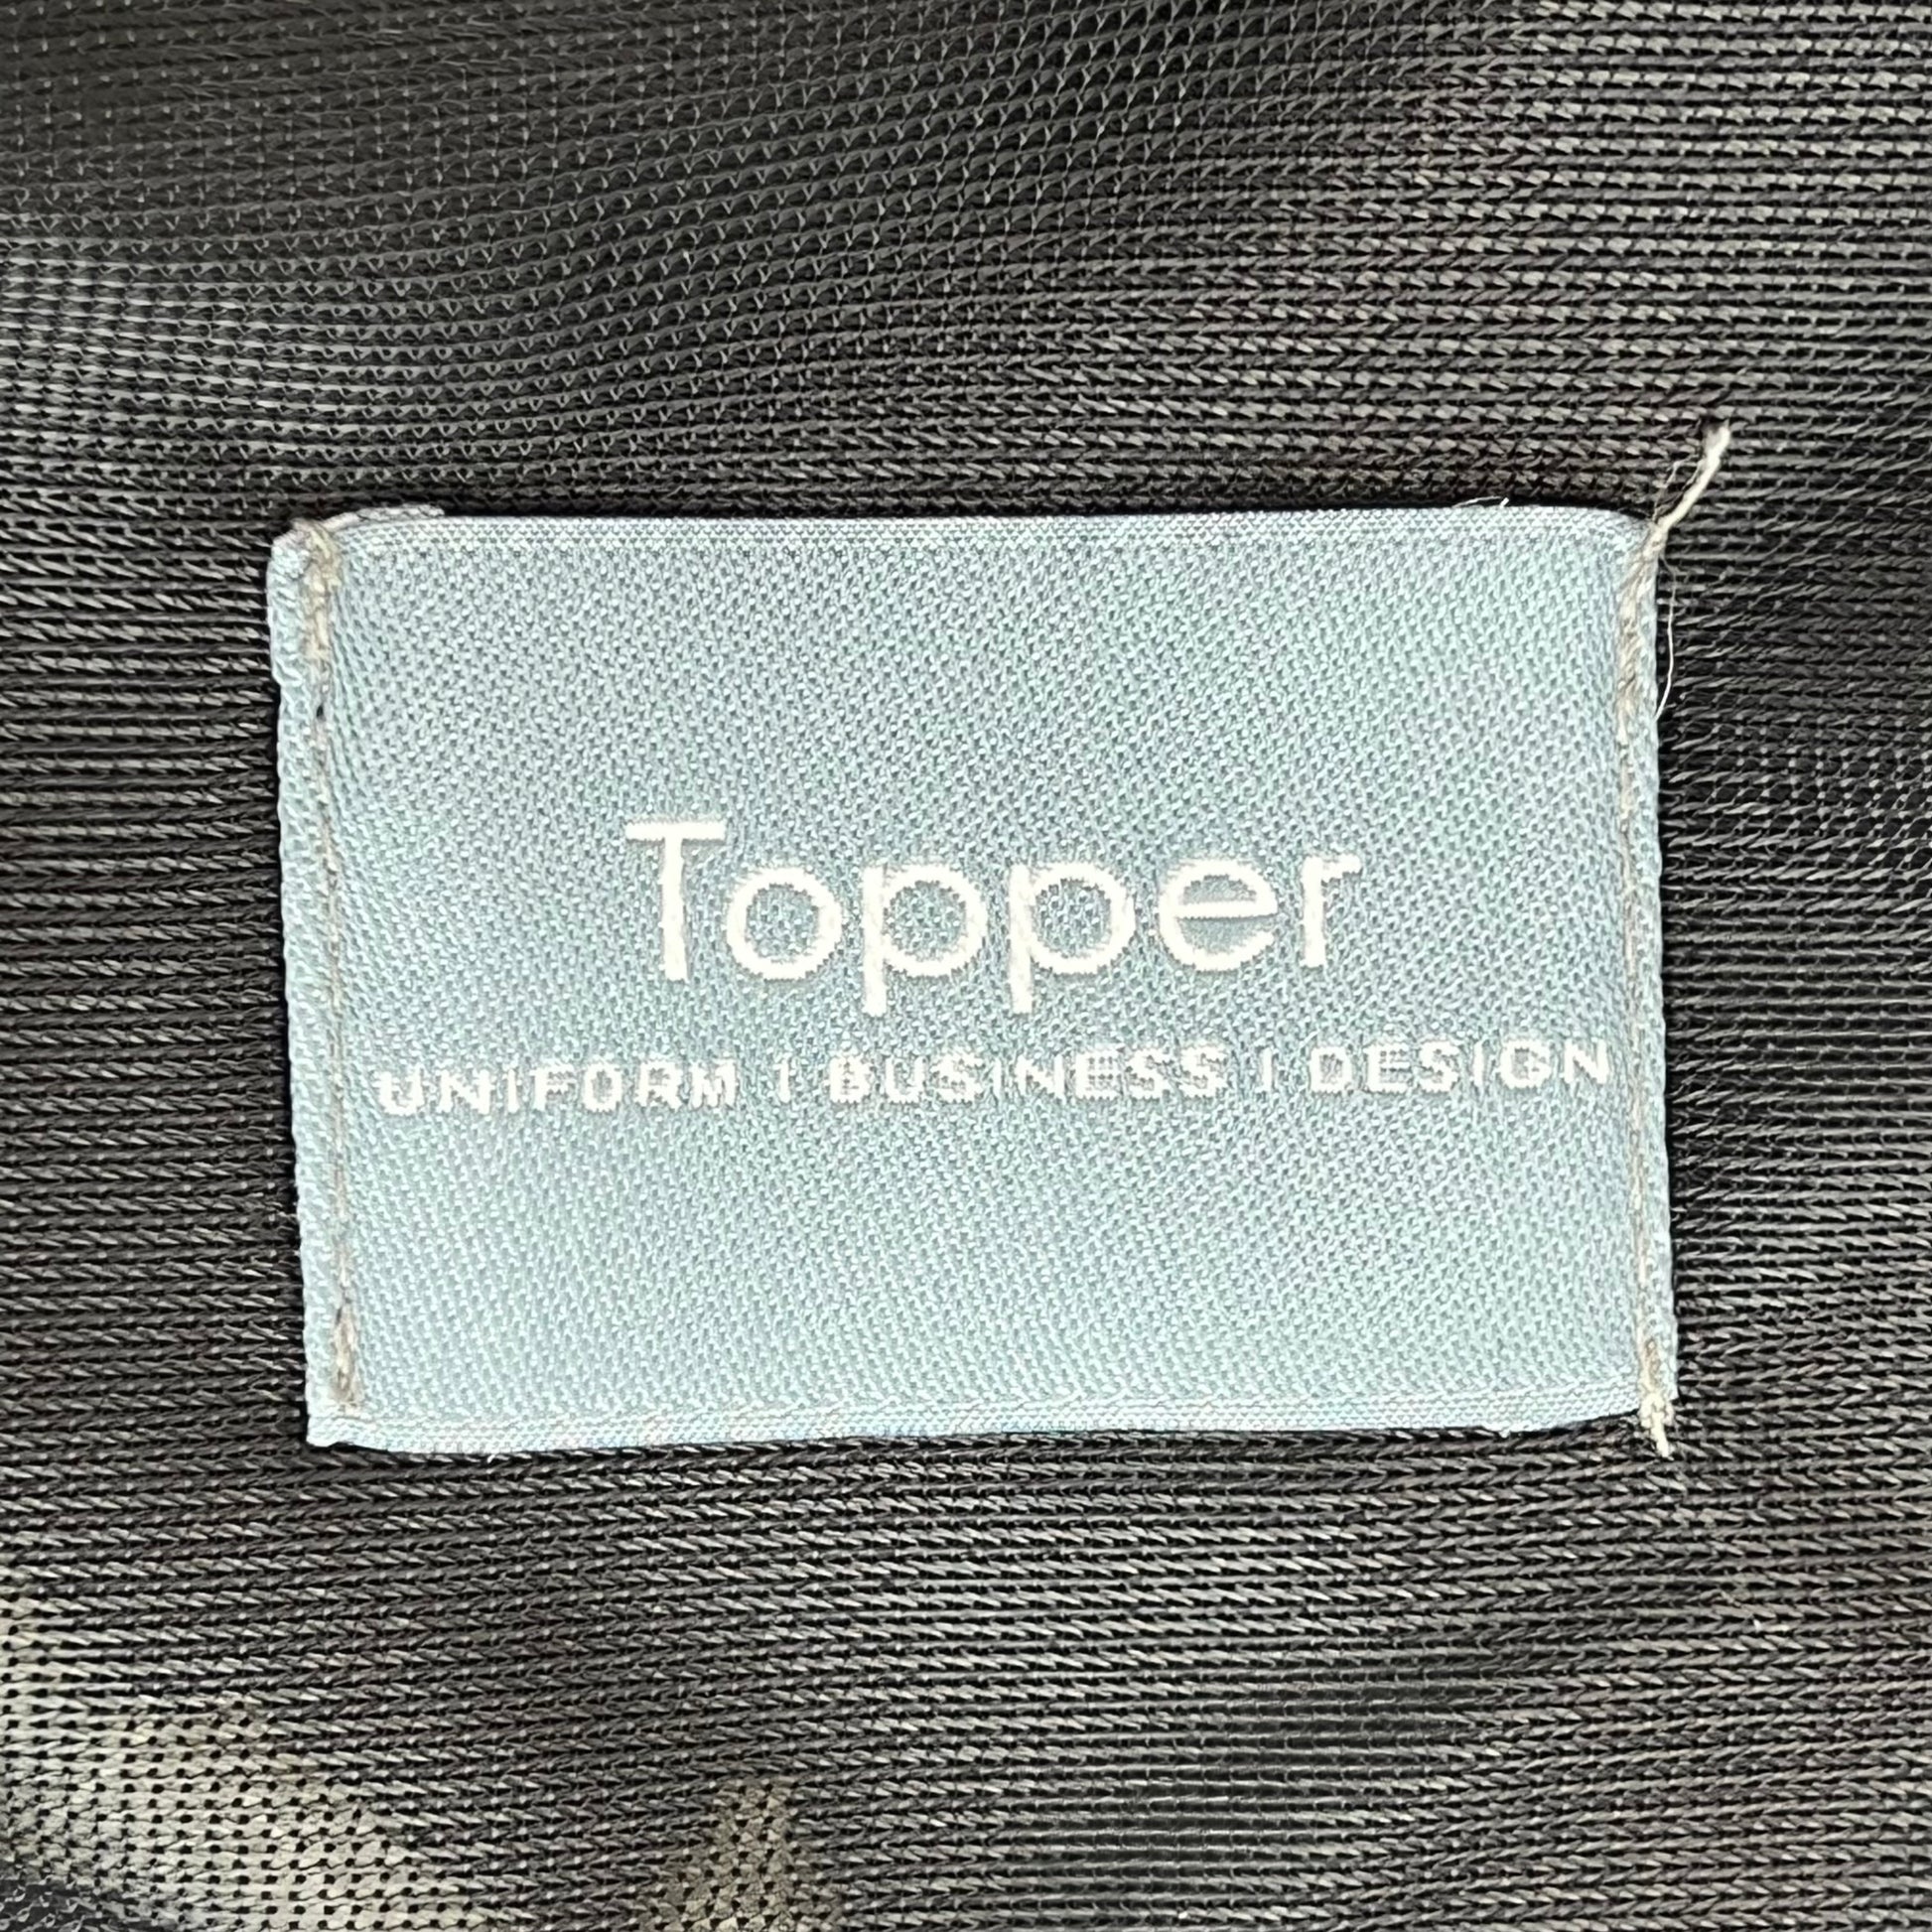 Topper
UNIFORM | BUSINESS | DESIGN